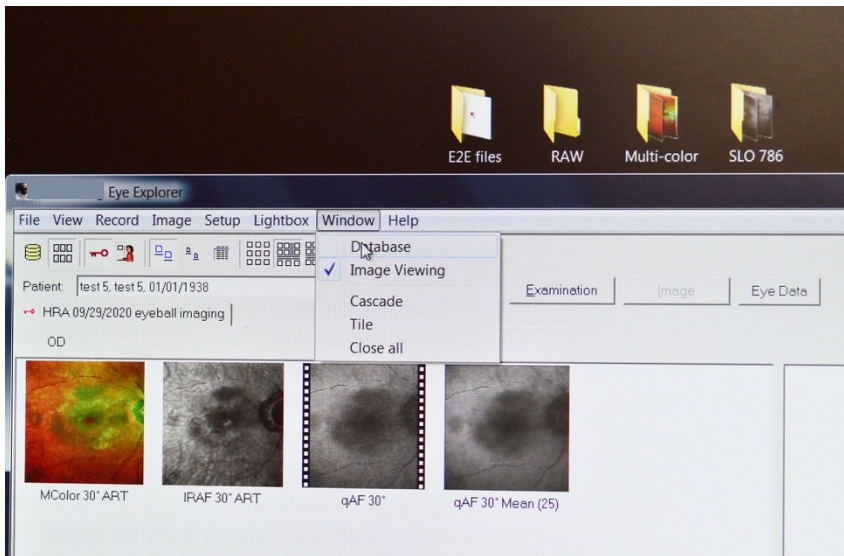 E2E files RAW Multi-color SLO 786
Eye Explorer
File View Record Image Setup Lightbox Window Help
Database
Image Viewing
Cascade
Tile
Close all
Patient: test 5, test 5, 01/01/1938
Examination Image Eye Data
HRA 09/29/2020 eyeball imaging
OD
MColor 30° ART IRAF 30° ART qAF 30° qAF 30° Mean (25)